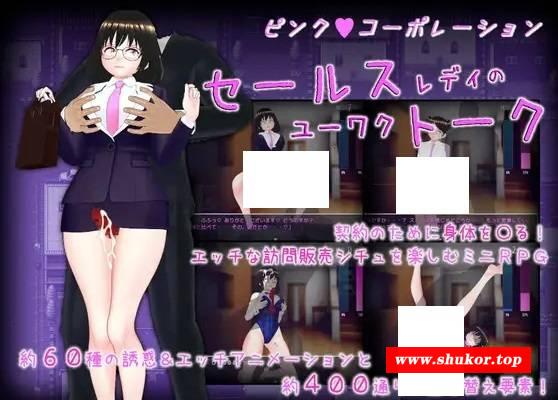 ピンク♥コーポレーション
セールスレディの
ユーワクトーク
契約のために身体を○る！
エッチな訪問販売シチュを楽しむミニRPG
www.shukor.top
約60種の誘惑&エッチアニメーションと
約400通り
替え要素！